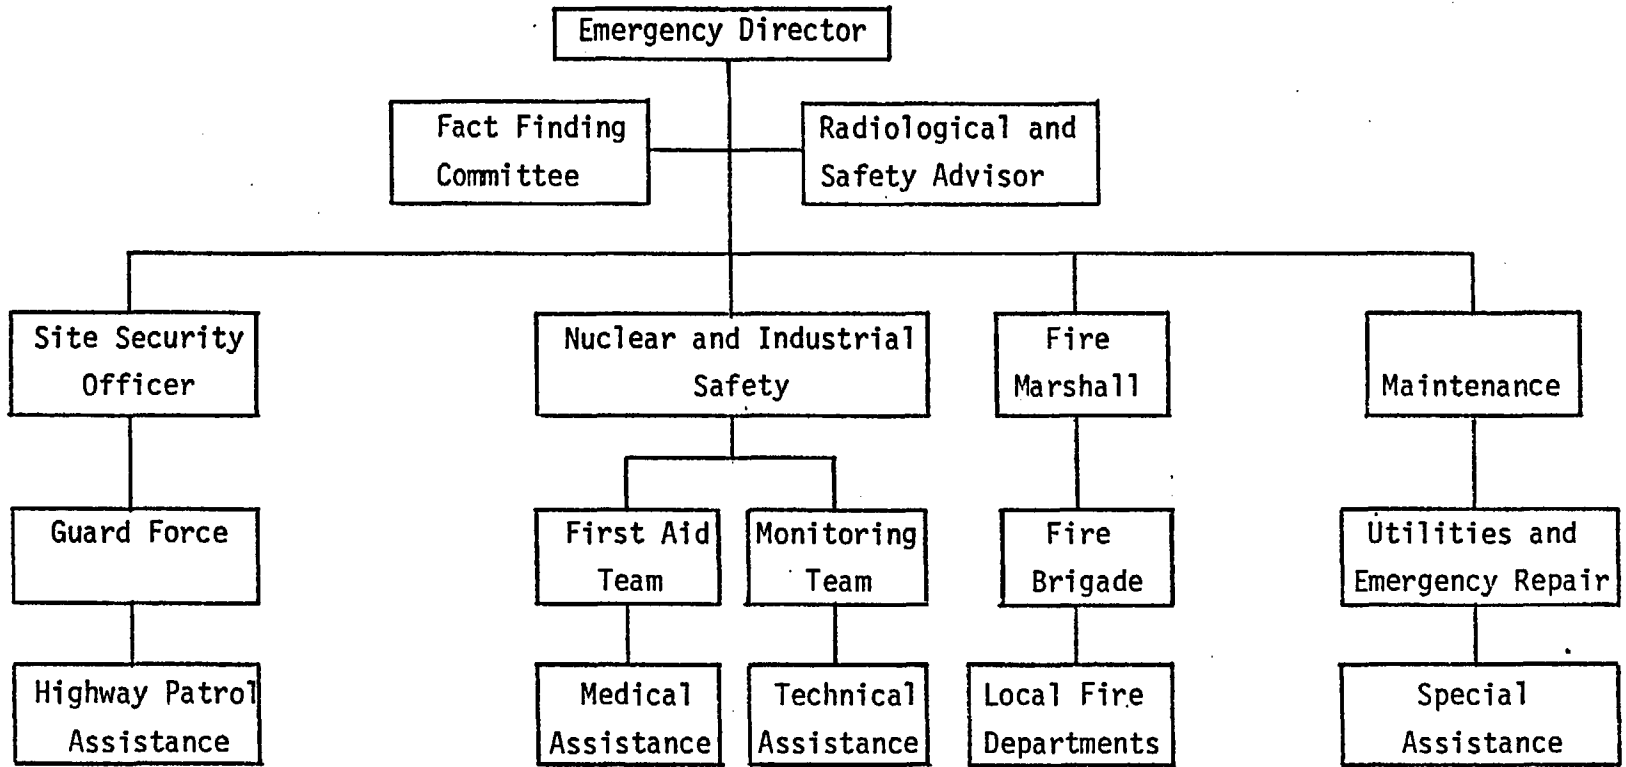 Emergency Director
Fact Finding
Committee
Radiological and
Safety Advisor
Site Security
Officer
Nuclear and Industrial
Safety
Fire
Marshall
Maintenance
Guard Force
First Aid
Team
Monitoring
Team
Fire
Brigade
Utilities and
Emergency Repair
Highway Patrol
Assistance
Medical
Assistance
Technical
Assistance
Local Fire
Departments
Special
Assistance